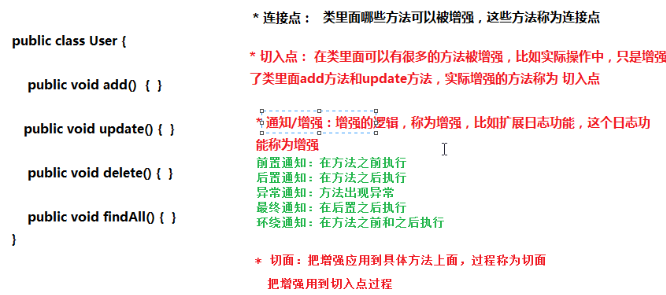 public class User {
public void add() { }
public void update() { }
public void delete() { }
public void findAll() { }
}
* 连接点： 类里面哪些方法可以被增强，这些方法称为连接点
* 切入点： 在类里面可以有很多的方法被增强，比如实际操作中，只是增强
了类里面add方法和update方法，实际增强的方法称为 切入点
* 通知/增强：增强的逻辑，称为增强，比如扩展日志功能，这个日志功
能称为增强
前置通知：在方法之前执行
后置通知：在方法之后执行
异常通知：方法出现异常
最终通知：在后置之后执行
环绕通知：在方法之前和之后执行
* 切面：把增强应用到具体方法上面，过程称为切面
把增强用到切入点过程